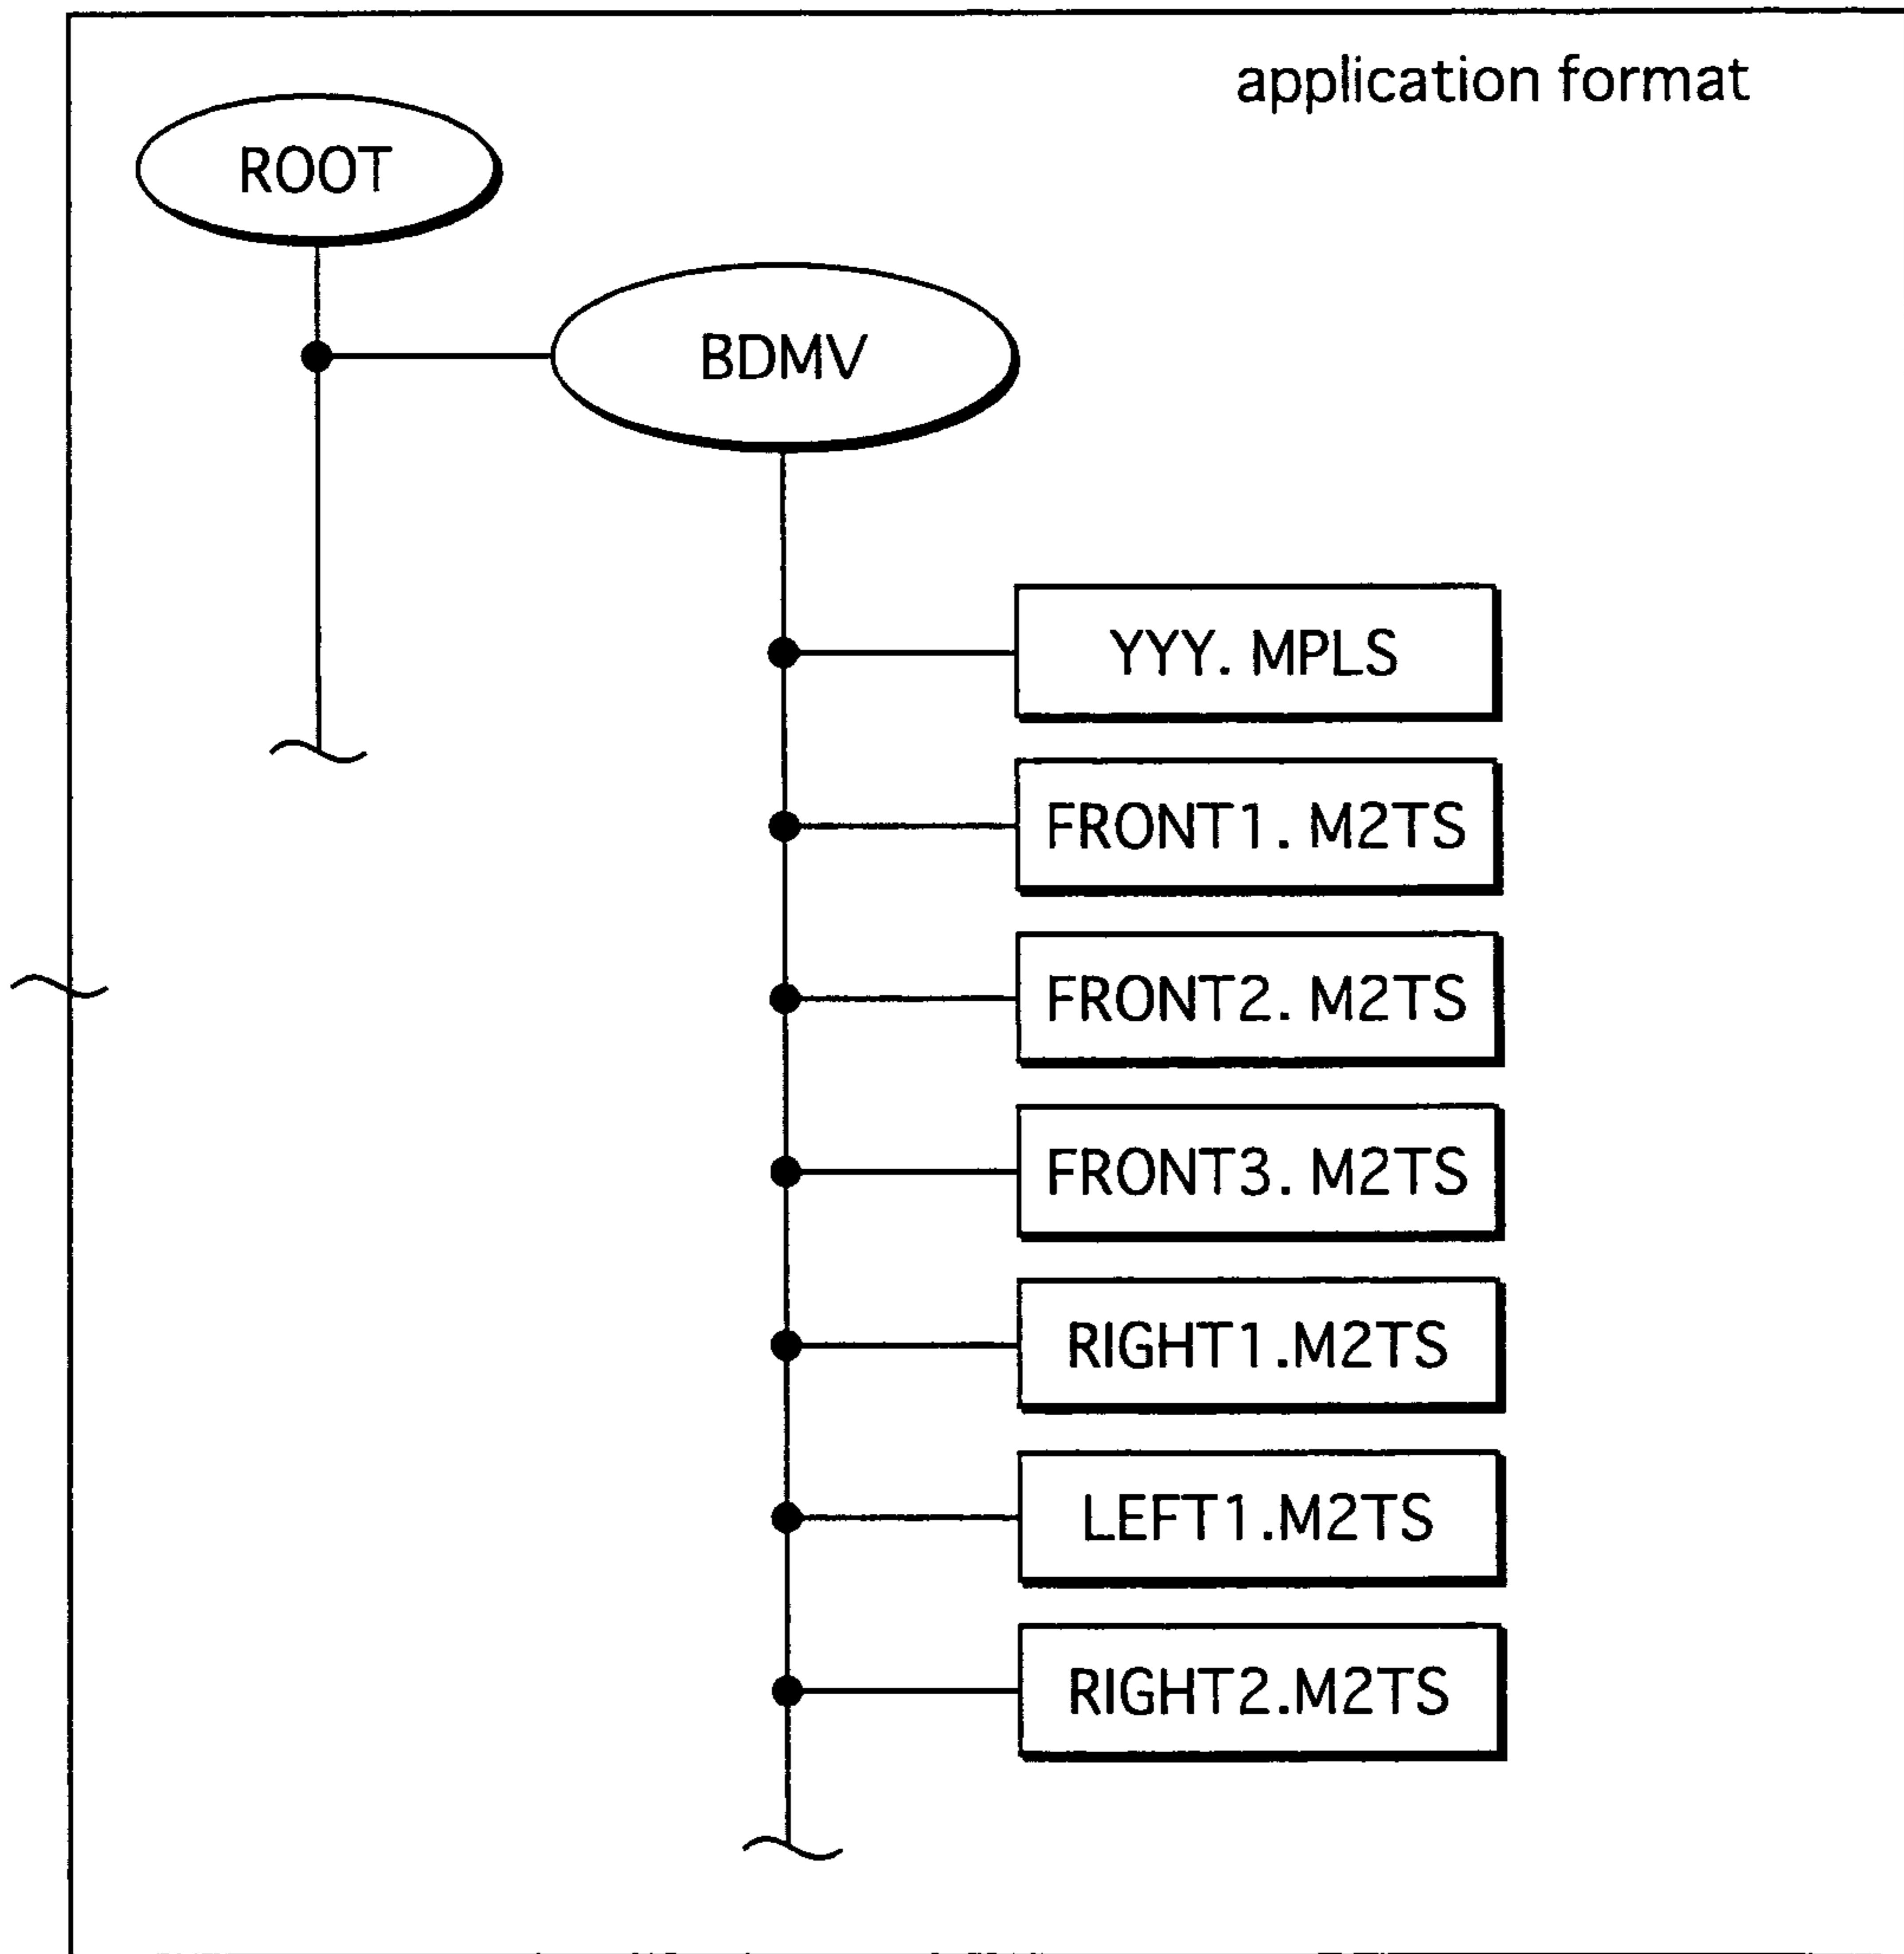 application format
ROOT
BDMV
YYY. MPLS
FRONT1. M2TS
FRONT2. M2TS
FRONT3. M2TS
RIGHT1.M2TS
LEFT1.M2TS
RIGHT2.M2TS